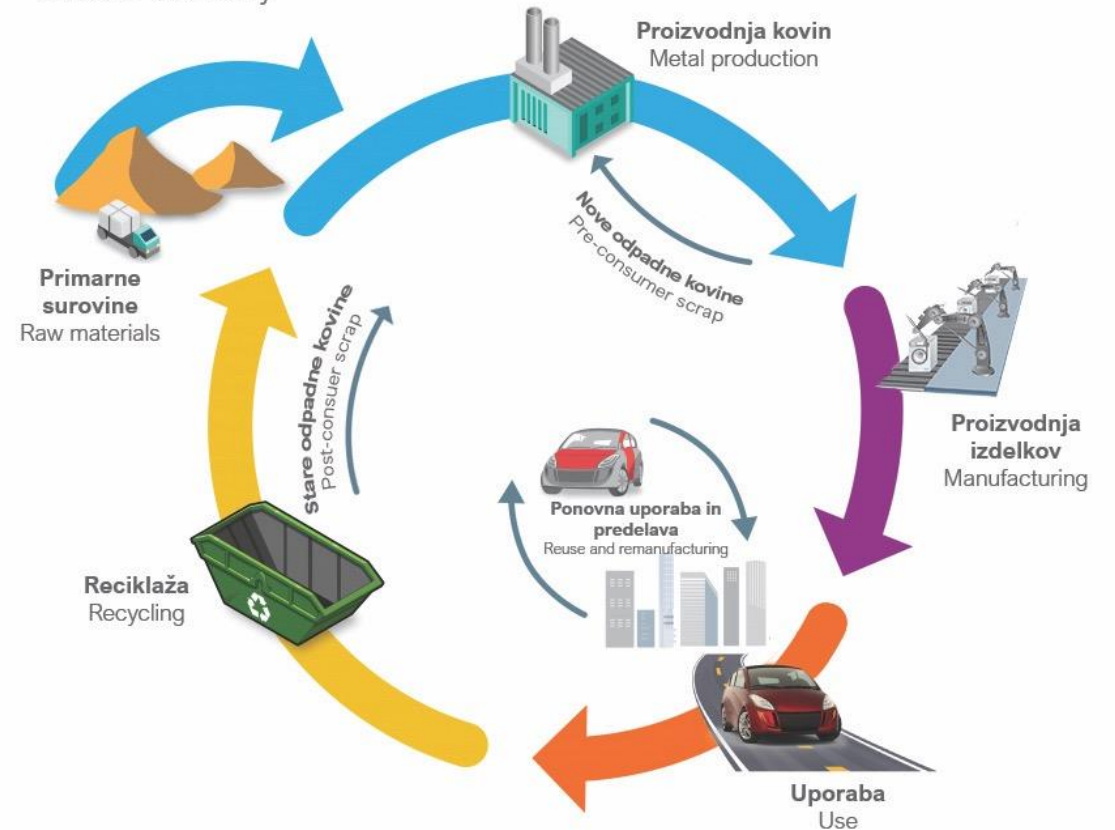 Proizvodnja kovin
Metal production
Nove odpadne kovine
Pre-consumer scrap
Primarne
surovine
Raw materials
Stare odpadne kovine
Post-consuer scrap
Proizvodnja
izdelkov
Manufacturing
Ponovna uporaba in
predelava
Reuse and remanufacturing
Reciklaža
Recycling
Uporaba
Use